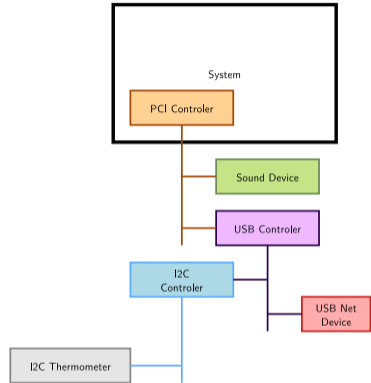 System
PCI Controler
Sound Device
USB Controler
I2C
Controler
USB Net
Device
I2C Thermometer